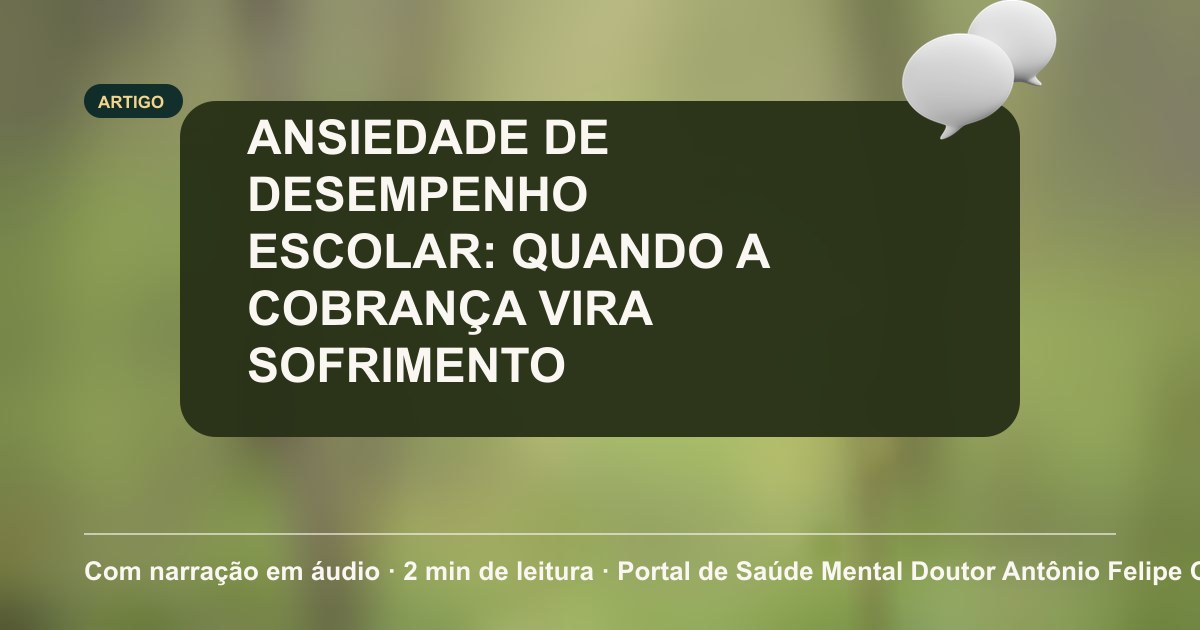 ARTIGO
ANSIEDADE DE
DESEMPENHO
ESCOLAR: QUANDO A
COBRANÇA VIRA
SOFRIMENTO
Com narração em áudio · 2 min de leitura · Portal de Saúde Mental Doutor Antônio Felipe